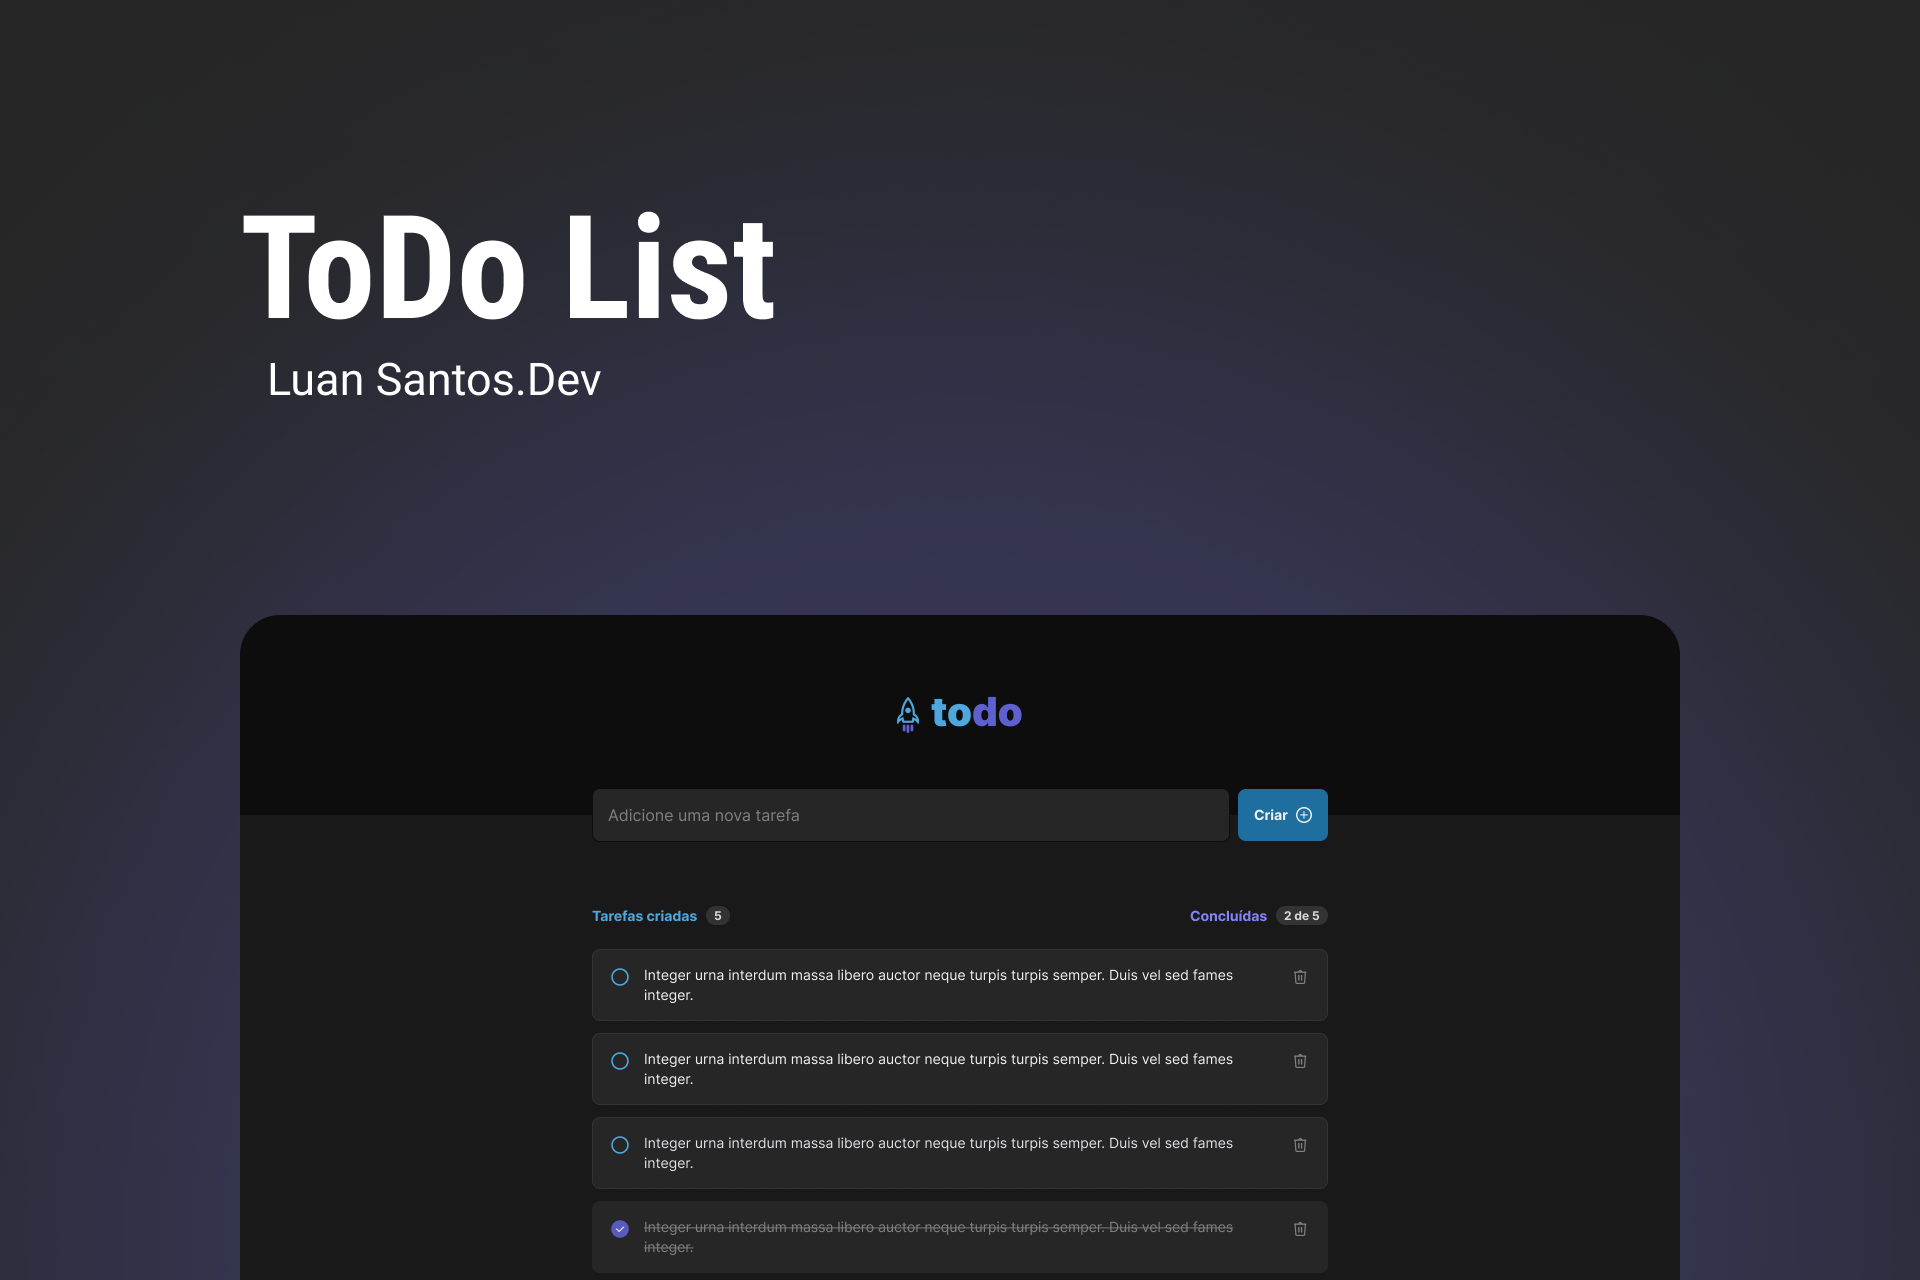 ToDo List
Luan Santos.Dev
todo
Adicione uma nova tarefa
Criar
Tarefas criadas 5
Concluídas 2 de 5
Integer urna interdum massa libero auctor neque turpis turpis semper. Duis vel sed fames
integer.
Integer urna interdum massa libero auctor neque turpis turpis semper. Duis vel sed fames
integer.
Integer urna interdum massa libero auctor neque turpis turpis semper. Duis vel sed fames
integer.
Integer urna interdum massa libero auctor neque turpis turpis semper. Duis vel sed fames
integer.